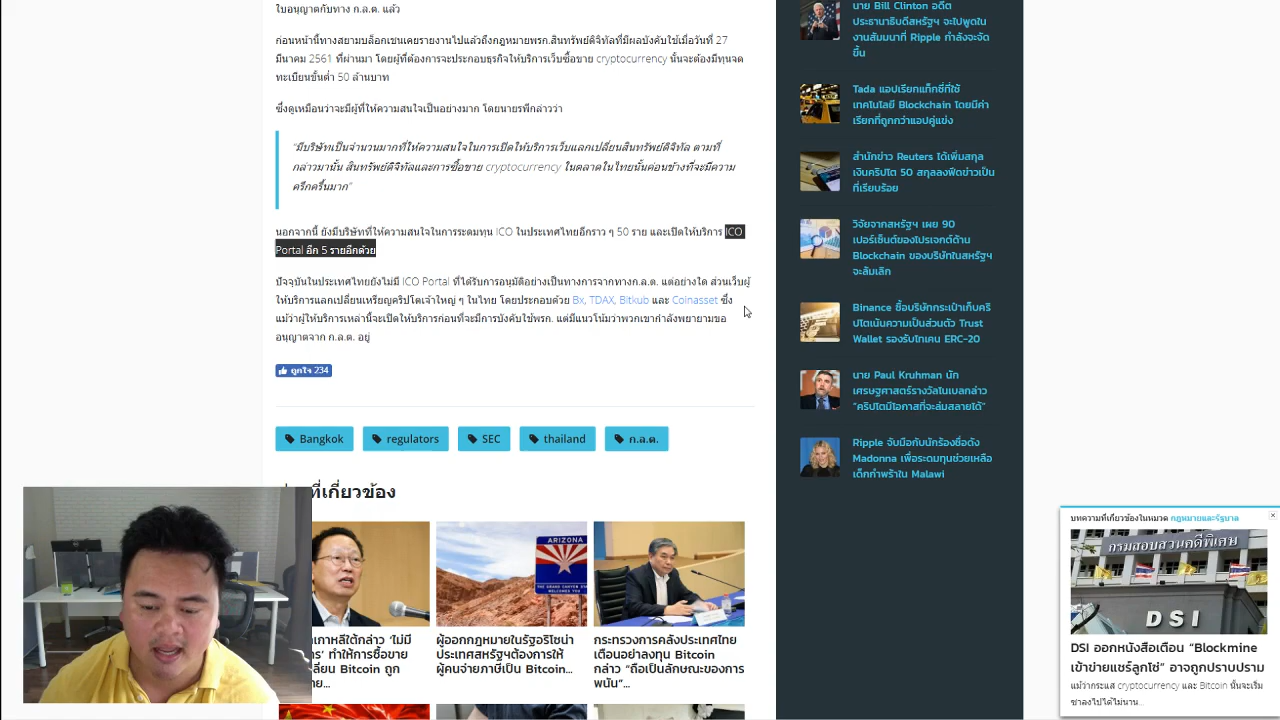 ใบอนุญาตกับทาง ก.ล.ต. แล้ว
ก่อนหน้านี้ทางสยามบล็อกเชนเคยรายงานไปแล้วถึงกฎหมายพรก.สินทรัพย์ดิจิทัลที่มีผลบังคับใช้เมื่อวันที่ 27
มีนาคม 2561 ที่ผ่านมา โดยผู้ที่ต้องการจะประกอบธุรกิจให้บริการเว็บซื้อขาย cryptocurrency นั้นจะต้องมีทุนจด
ทะเบียนขั้นต่ำ 50 ล้านบาท
ซึ่งดูเหมือนว่าจะมีผู้ที่ให้ความสนใจเป็นอย่างมาก โดยนายรพีกล่าวว่า
“มีบริษัทเป็นจำนวนมากที่ให้ความสนใจในการเปิดให้บริการเว็บแลกเปลี่ยนสินทรัพย์ดิจิทัล ตามที่
กล่าวมานั้น สินทรัพย์ดิจิทัลและการซื้อขาย cryptocurrency ในตลาดในไทยนั้นค่อนข้างที่จะมีความ
ครึกครื้นมาก”
นอกจากนี้ ยังมีบริษัทที่ให้ความสนใจในการระดมทุน ICO ในประเทศไทยอีกราว ๆ 50 ราย และเปิดให้บริการ ICO
Portal อีก 5 รายอีกด้วย
ปัจจุบันในประเทศไทยยังไม่มี ICO Portal ที่ได้รับการอนุมัติอย่างเป็นทางการจากทางก.ล.ต. แต่อย่างใด ส่วนเว็บผู้
ให้บริการแลกเปลี่ยนเหรียญคริปโตเจ้าใหญ่ ๆ ในไทย โดยประกอบด้วย Bx, TDAX, Bitkub และ Coinasset ซึ่ง
แม้ว่าผู้ให้บริการเหล่านี้จะเปิดให้บริการก่อนที่จะมีการบังคับใช้พรก. แต่มีแนวโน้มว่าพวกเขากำลังพยายามขอ
อนุญาตจาก ก.ล.ต. อยู่
ถูกใจ 234
Bangkok
regulators
SEC
thailand
ก.ล.ต.
ที่เกี่ยวข้อง
เกาหลีใต้กล่าว ‘ไม่มี
ทำให้การซื้อขาย
Bitcoin ถูก
ผู้ออกกฎหมายในรัฐอริโซน่า
ประเทศสหรัฐฯต้องการให้
ผู้คนจ่ายภาษีเป็น Bitcoin...
กระทรวงการคลังประเทศไทย
เตือนอย่าลงทุน Bitcoin
กล่าว “ถือเป็นลักษณะของการ
พนัน”...
ARIZONA
THE GRAND CANYON
WELCOMES YOU
นาย Bill Clinton อดีต
ประธานาธิบดีสหรัฐฯ จะไปพูดใน
งานสัมมนาที่ Ripple กำลังจะจัด
ขึ้น
Tada แอปเรียกแท็กซี่ที่ใช้
เทคโนโลยี Blockchain โดยมีค่า
เรียกที่ถูกกว่าแอปคู่แข่ง
สำนักข่าว Reuters ได้เพิ่มสกุล
เงินคริปโต 50 สกุลลงฟีดข่าวเป็น
ที่เรียบร้อย
วิจัยจากสหรัฐฯ เผย 90
เปอร์เซ็นต์ของโปรเจกต์ด้าน
Blockchain ของบริษัทในสหรัฐฯ
จะล้มเลิก
Binance ซื้อบริษัทกระเป๋าเก็บคริ
ปโตเน้นความเป็นส่วนตัว Trust
Wallet รองรับโทเคน ERC-20
นาย Paul Kruhman นัก
เศรษฐศาสตร์รางวัลโนเบลกล่าว
“คริปโตมีโอกาสที่จะล่มสลายได้”
Ripple จับมือกับนักร้องชื่อดัง
Madonna เพื่อระดมทุนช่วยเหลือ
เด็กกำพร้าใน Malawi
บทความที่เกี่ยวข้องในหมวด กฎหมายและรัฐบาล
กรมสอบสวนคดีพิเศษ
DSI
DSI ออกหนังสือเตือน “Blockmine
เข้าข่ายแชร์ลูกโซ่” อาจถูกปราบปราม
แม้ว่ากระแส cryptocurrency และ Bitcoin นั้นจะเริ่ม
ซาลงไปได้ไม่นาน...